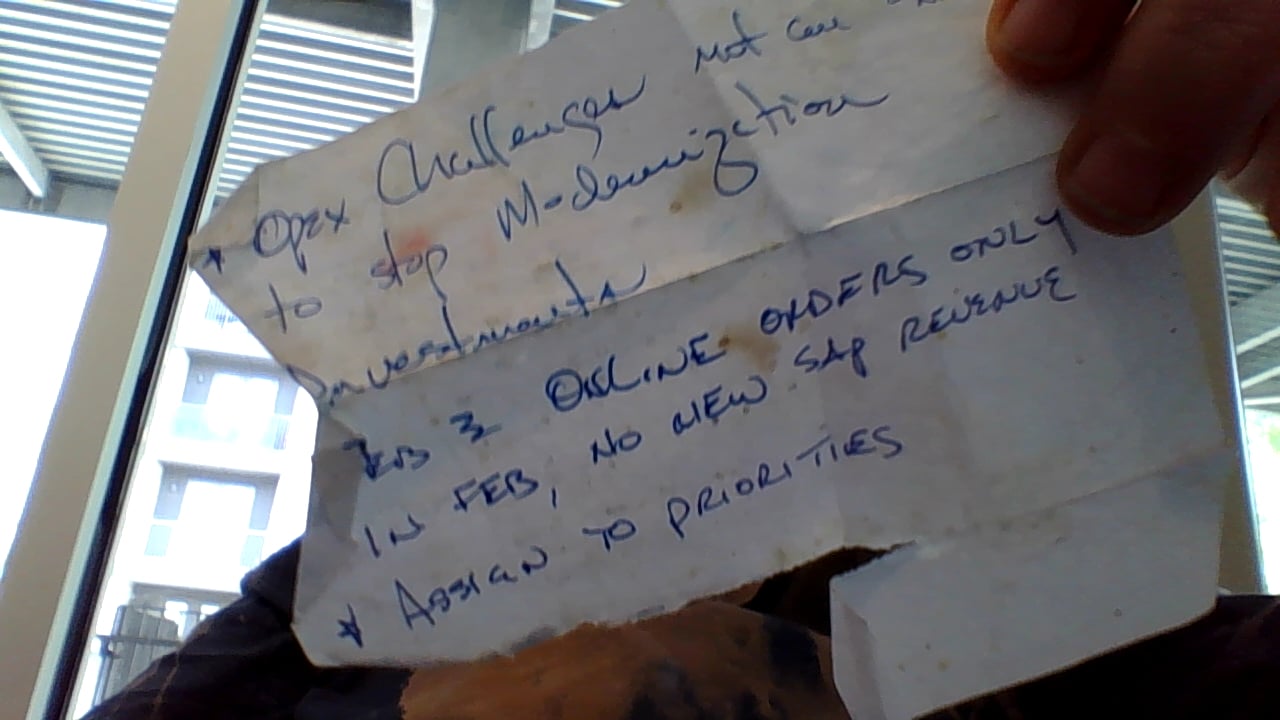 * Opex Challenges not
to stop Modernization
Investments
FEB 3 ONLINE ORDERS ONLY
IN FEB, NO NEW SAP REVENUE
* ASSIGN TO PRIORITIES